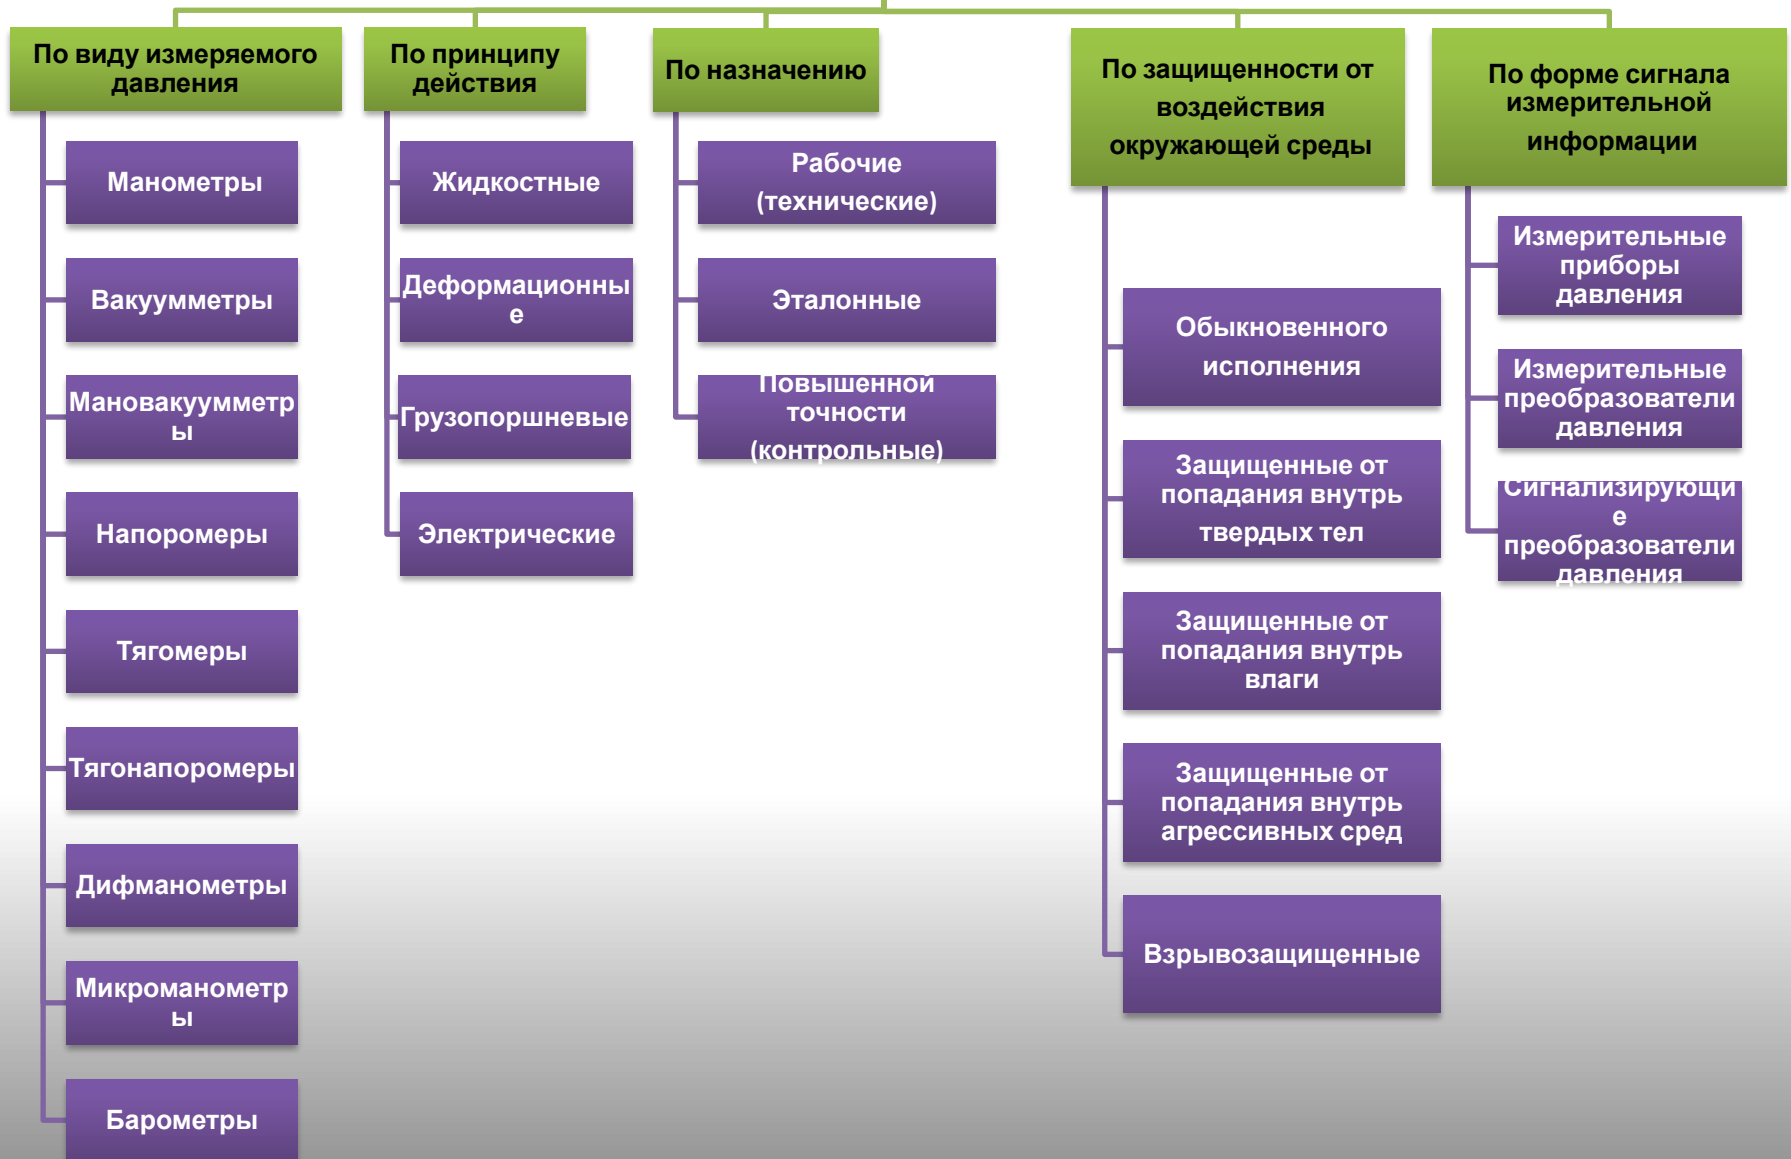 По виду измеряемого
давления
Манометры
Вакуумметры
Мановакуумметр
ы
Напоромеры
Тягомеры
Тягонапоромеры
Дифманометры
Микроманометр
ы
Барометры
По принципу
действия
Жидкостные
Деформационны
е
Грузопоршневые
Электрические
По назначению
Рабочие
(технические)
Эталонные
Повышенной
точности
(контрольные)
По защищенности от
воздействия
окружающей среды
Обыкновенного
исполнения
Защищенные от
попадания внутрь
твердых тел
Защищенные от
попадания внутрь
влаги
Защищенные от
попадания внутрь
агрессивных сред
Взрывозащищенные
По форме сигнала
измерительной
информации
Измерительные
приборы
давления
Измерительные
преобразователи
давления
Сигнализирующи
е
преобразователи
давления